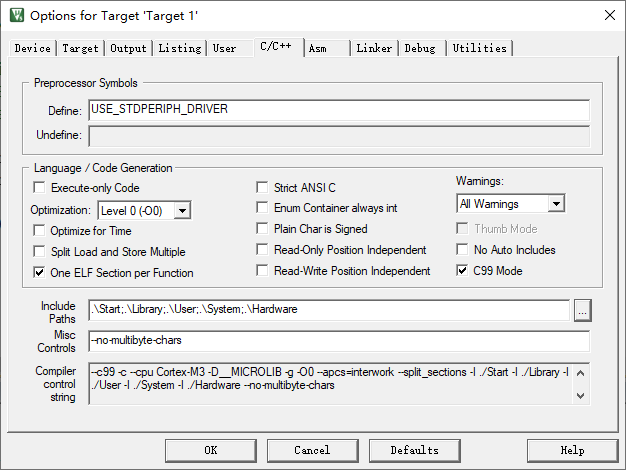 Options for Target 'Target 1'
Device Target Output Listing User C/C++ Asm Linker Debug Utilities
Preprocessor Symbols
Define: USE_STDPERIPH_DRIVER
Undefine:
Language / Code Generation
Execute-only Code
Optimization: Level 0 (-O0)
Optimize for Time
Split Load and Store Multiple
One ELF Section per Function
Strict ANSI C
Enum Container always int
Plain Char is Signed
Read-Only Position Independent
Read-Write Position Independent
Warnings:
All Warnings
Thumb Mode
No Auto Includes
C99 Mode
Include
Paths
.\Start;.\Library;.\User;.\System;.\Hardware
...
Misc
Controls
--no-multibyte-chars
Compiler
control
string
--c99 -c --cpu Cortex-M3 -D__MICROLIB -g -O0 --apcs=interwork --split_sections -I ./Start -I ./Library -I
./User -I ./System -I ./Hardware --no-multibyte-chars
OK Cancel Defaults Help